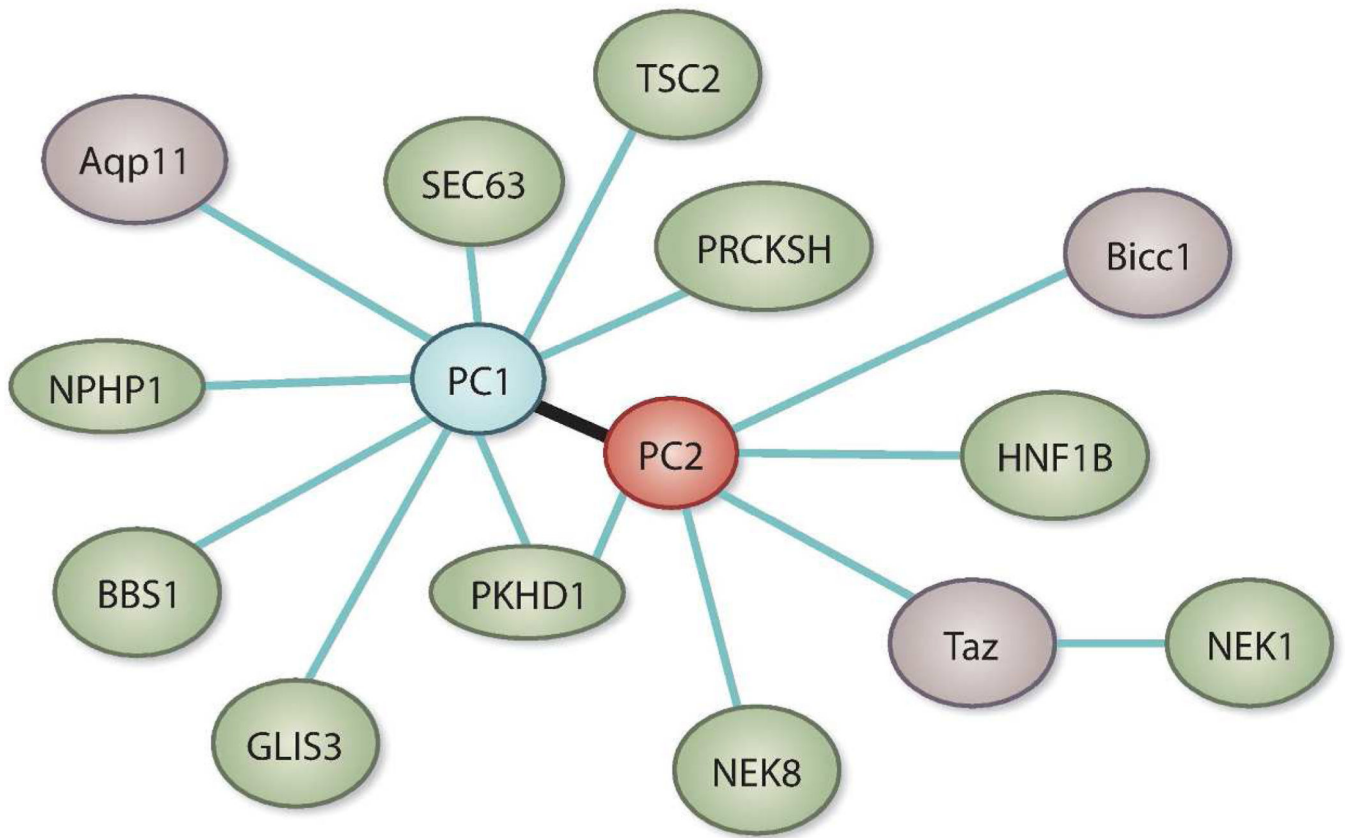 TSC2
Aqp11
SEC63
PRCKSH
Bicc1
PC1
NPHP1
PC2
HNF1B
BBS1
PKHD1
Taz
NEK1
GLIS3
NEK8